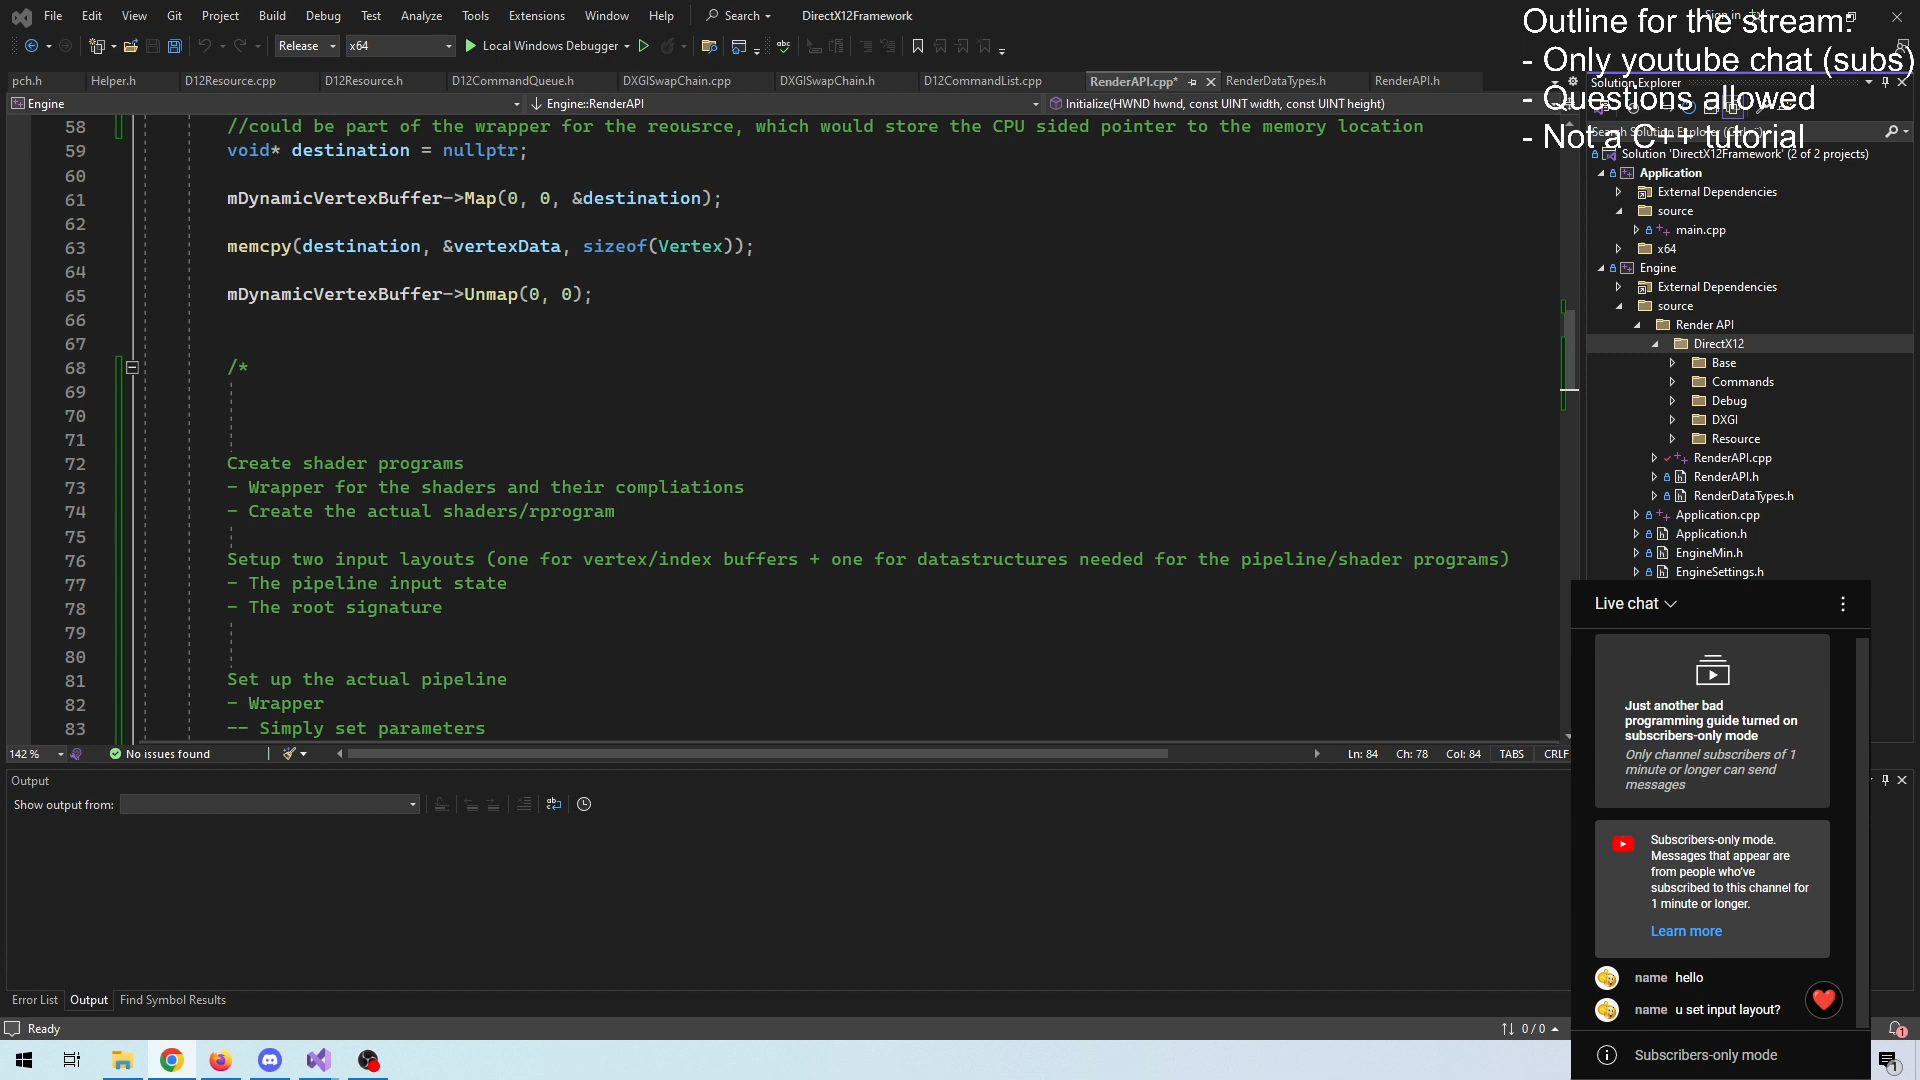 File Edit View Git Project Build Debug Test Analyze Tools Extensions Window Help Search DirectX12Framework
Sign in
Outline for the stream:
- Only youtube chat (subs)
- Questions allowed
- Not a C++ tutorial
Release x64 Local Windows Debugger
pch.h Helper.h D12Resource.cpp D12Resource.h D12CommandQueue.h DXGISwapChain.cpp DXGISwapChain.h D12CommandList.cpp RenderAPI.cpp* RenderDataTypes.h RenderAPI.h
Engine Engine::RenderAPI Initialize(HWND hwnd, const UINT width, const UINT height)
58 //could be part of the wrapper for the reousrce, which would store the CPU sided pointer to the memory location
59 void* destination = nullptr;
60
61 mDynamicVertexBuffer->Map(0, 0, &destination);
62
63 memcpy(destination, &vertexData, sizeof(Vertex));
64
65 mDynamicVertexBuffer->Unmap(0, 0);
66
67
68 /*
69
70
71
72 Create shader programs
73 - Wrapper for the shaders and their compliations
74 - Create the actual shaders/rprogram
75
76 Setup two input layouts (one for vertex/index buffers + one for datastructures needed for the pipeline/shader programs)
77 - The pipeline input state
78 - The root signature
79
80
81 Set up the actual pipeline
82 - Wrapper
83 -- Simply set parameters
142 % No issues found Ln: 84 Ch: 78 Col: 84 TABS CRLF
Solution Explorer
Search Solution Explorer
Solution 'DirectX12Framework' (2 of 2 projects)
Application
External Dependencies
source
main.cpp
x64
Engine
External Dependencies
source
Render API
DirectX12
Base
Commands
Debug
DXGI
Resource
RenderAPI.cpp
RenderAPI.h
RenderDataTypes.h
Application.cpp
Application.h
EngineMin.h
EngineSettings.h
Output
Show output from:
Error List Output Find Symbol Results
Ready
0 / 0
Live chat
Just another bad
programming guide turned on
subscribers-only mode
Only channel subscribers of 1
minute or longer can send
messages
Subscribers-only mode.
Messages that appear are
from people who've
subscribed to this channel for
1 minute or longer.
Learn more
name hello
name u set input layout?
Subscribers-only mode
1
1